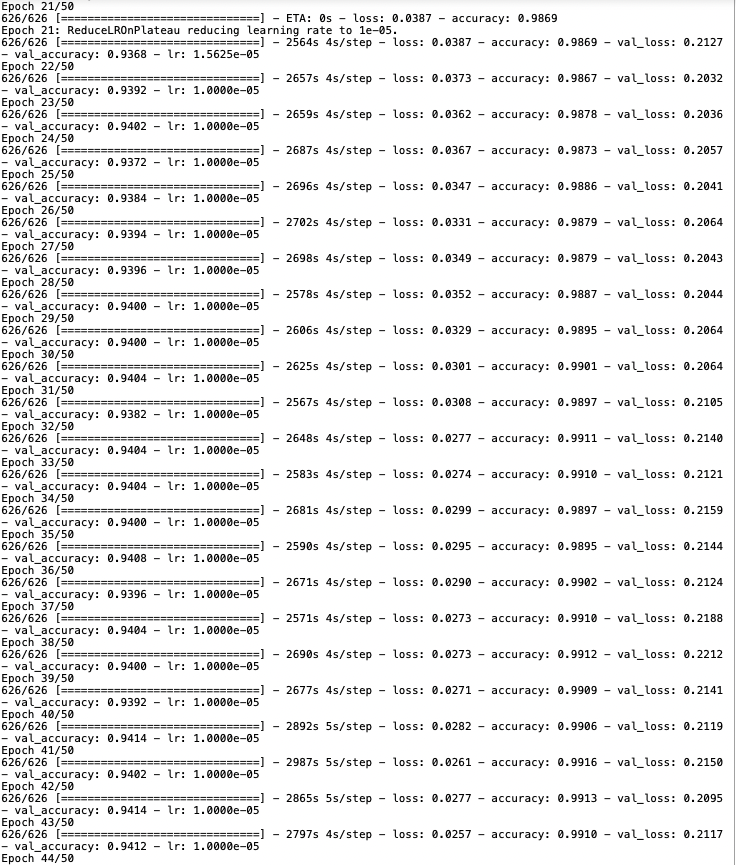 Epoch 21/50
626/626 [==============================] - ETA: 0s - loss: 0.0387 - accuracy: 0.9869
Epoch 21: ReduceLROnPlateau reducing learning rate to 1e-05.
626/626 [==============================] - 2564s 4s/step - loss: 0.0387 - accuracy: 0.9869 - val_loss: 0.2127
- val_accuracy: 0.9368 - lr: 1.5625e-05
Epoch 22/50
626/626 [==============================] - 2657s 4s/step - loss: 0.0373 - accuracy: 0.9867 - val_loss: 0.2032
- val_accuracy: 0.9392 - lr: 1.0000e-05
Epoch 23/50
626/626 [==============================] - 2659s 4s/step - loss: 0.0362 - accuracy: 0.9878 - val_loss: 0.2036
- val_accuracy: 0.9402 - lr: 1.0000e-05
Epoch 24/50
626/626 [==============================] - 2687s 4s/step - loss: 0.0367 - accuracy: 0.9873 - val_loss: 0.2057
- val_accuracy: 0.9372 - lr: 1.0000e-05
Epoch 25/50
626/626 [==============================] - 2696s 4s/step - loss: 0.0347 - accuracy: 0.9886 - val_loss: 0.2041
- val_accuracy: 0.9384 - lr: 1.0000e-05
Epoch 26/50
626/626 [==============================] - 2702s 4s/step - loss: 0.0331 - accuracy: 0.9879 - val_loss: 0.2064
- val_accuracy: 0.9394 - lr: 1.0000e-05
Epoch 27/50
626/626 [==============================] - 2698s 4s/step - loss: 0.0349 - accuracy: 0.9879 - val_loss: 0.2043
- val_accuracy: 0.9396 - lr: 1.0000e-05
Epoch 28/50
626/626 [==============================] - 2578s 4s/step - loss: 0.0352 - accuracy: 0.9887 - val_loss: 0.2044
- val_accuracy: 0.9400 - lr: 1.0000e-05
Epoch 29/50
626/626 [==============================] - 2606s 4s/step - loss: 0.0329 - accuracy: 0.9895 - val_loss: 0.2064
- val_accuracy: 0.9400 - lr: 1.0000e-05
Epoch 30/50
626/626 [==============================] - 2625s 4s/step - loss: 0.0301 - accuracy: 0.9901 - val_loss: 0.2064
- val_accuracy: 0.9404 - lr: 1.0000e-05
Epoch 31/50
626/626 [==============================] - 2567s 4s/step - loss: 0.0308 - accuracy: 0.9897 - val_loss: 0.2105
- val_accuracy: 0.9382 - lr: 1.0000e-05
Epoch 32/50
626/626 [==============================] - 2648s 4s/step - loss: 0.0277 - accuracy: 0.9911 - val_loss: 0.2140
- val_accuracy: 0.9404 - lr: 1.0000e-05
Epoch 33/50
626/626 [==============================] - 2583s 4s/step - loss: 0.0274 - accuracy: 0.9910 - val_loss: 0.2121
- val_accuracy: 0.9404 - lr: 1.0000e-05
Epoch 34/50
626/626 [==============================] - 2681s 4s/step - loss: 0.0299 - accuracy: 0.9897 - val_loss: 0.2159
- val_accuracy: 0.9400 - lr: 1.0000e-05
Epoch 35/50
626/626 [==============================] - 2590s 4s/step - loss: 0.0295 - accuracy: 0.9895 - val_loss: 0.2144
- val_accuracy: 0.9408 - lr: 1.0000e-05
Epoch 36/50
626/626 [==============================] - 2671s 4s/step - loss: 0.0290 - accuracy: 0.9902 - val_loss: 0.2124
- val_accuracy: 0.9396 - lr: 1.0000e-05
Epoch 37/50
626/626 [==============================] - 2571s 4s/step - loss: 0.0273 - accuracy: 0.9910 - val_loss: 0.2188
- val_accuracy: 0.9404 - lr: 1.0000e-05
Epoch 38/50
626/626 [==============================] - 2690s 4s/step - loss: 0.0273 - accuracy: 0.9912 - val_loss: 0.2212
- val_accuracy: 0.9400 - lr: 1.0000e-05
Epoch 39/50
626/626 [==============================] - 2677s 4s/step - loss: 0.0271 - accuracy: 0.9909 - val_loss: 0.2141
- val_accuracy: 0.9392 - lr: 1.0000e-05
Epoch 40/50
626/626 [==============================] - 2892s 5s/step - loss: 0.0282 - accuracy: 0.9906 - val_loss: 0.2119
- val_accuracy: 0.9414 - lr: 1.0000e-05
Epoch 41/50
626/626 [==============================] - 2987s 5s/step - loss: 0.0261 - accuracy: 0.9916 - val_loss: 0.2150
- val_accuracy: 0.9402 - lr: 1.0000e-05
Epoch 42/50
626/626 [==============================] - 2865s 5s/step - loss: 0.0277 - accuracy: 0.9913 - val_loss: 0.2095
- val_accuracy: 0.9414 - lr: 1.0000e-05
Epoch 43/50
626/626 [==============================] - 2797s 4s/step - loss: 0.0257 - accuracy: 0.9910 - val_loss: 0.2117
- val_accuracy: 0.9412 - lr: 1.0000e-05
Epoch 44/50